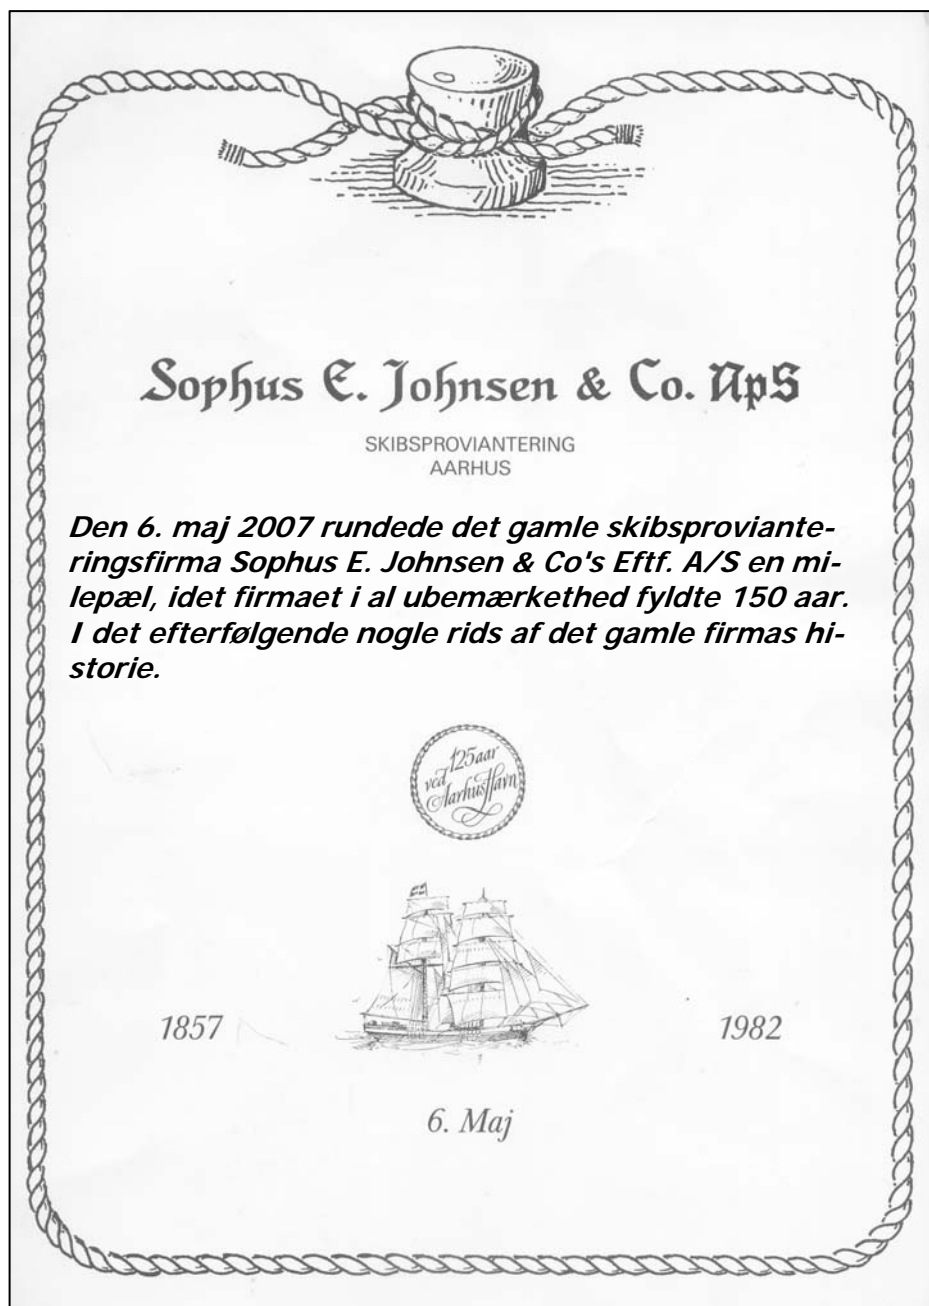 Sophus E. Johnsen & Co. ApS
SKIBSPROVIANTERING
AARHUS
Den 6. maj 2007 rundede det gamle skibsproviante-
ringsfirma Sophus E. Johnsen & Co's Eftf. A/S en mi-
lepæl, idet firmaet i al ubemærkethed fyldte 150 aar.
I det efterfølgende nogle rids af det gamle firmas hi-
storie.
125aar
ved
Aarhus Havn
1857
1982
6. Maj